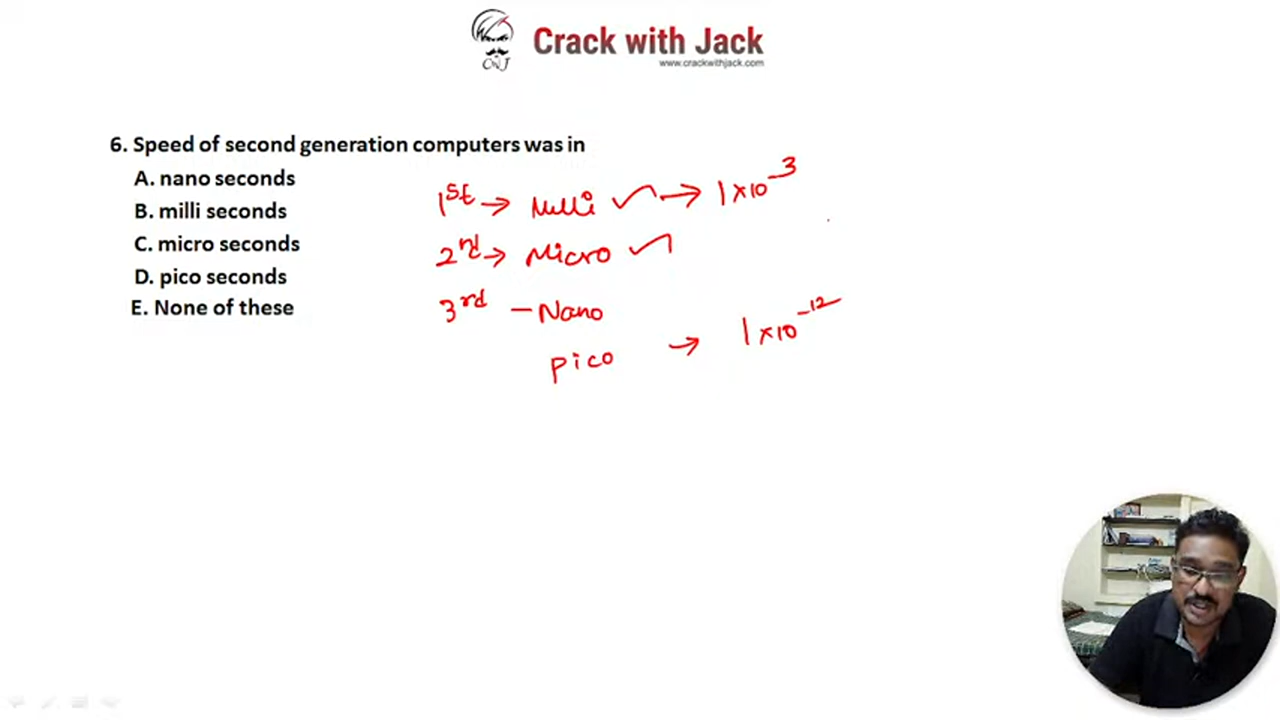 Crack with Jack
www.crackwithjack.com
6. Speed of second generation computers was in
A. nano seconds
B. milli seconds
C. micro seconds
D. pico seconds
E. None of these
1st → Milli ✓ → 1×10⁻³
2nd → Micro ✓
3rd – Nano
pico → 1×10⁻¹²